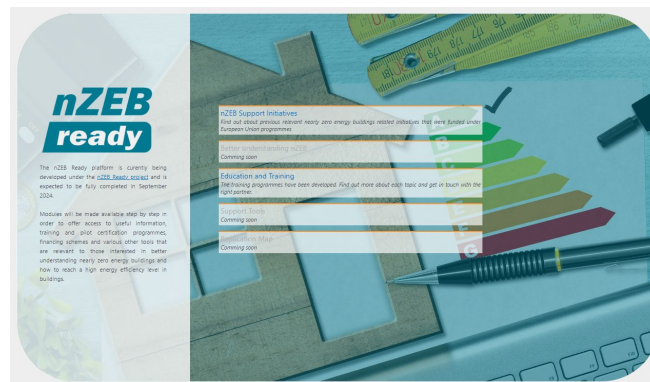 nZEB
ready
The nZEB Ready platform is curently being
developed under the nZEB Ready project and is
expected to be fully completed in September
2024.
Modules will be made available step by step in
order to offer access to useful information,
training and pilot certification programmes,
financing schemes and various other tools that
are relevant to those interested in better
understanding nearly zero energy buildings and
how to reach a high energy efficiency level in
buildings.
nZEB Support Initiatives
Find out about previous relevant nearly zero energy buildings related initiatives that were funded under
European Union programmes
Better understanding nZEB
Comming soon
Education and Training
The training programmes have been developed. Find out more about each topic and get in touch with the
right partner.
Support Tools
Comming soon
Replication Map
Comming soon
G